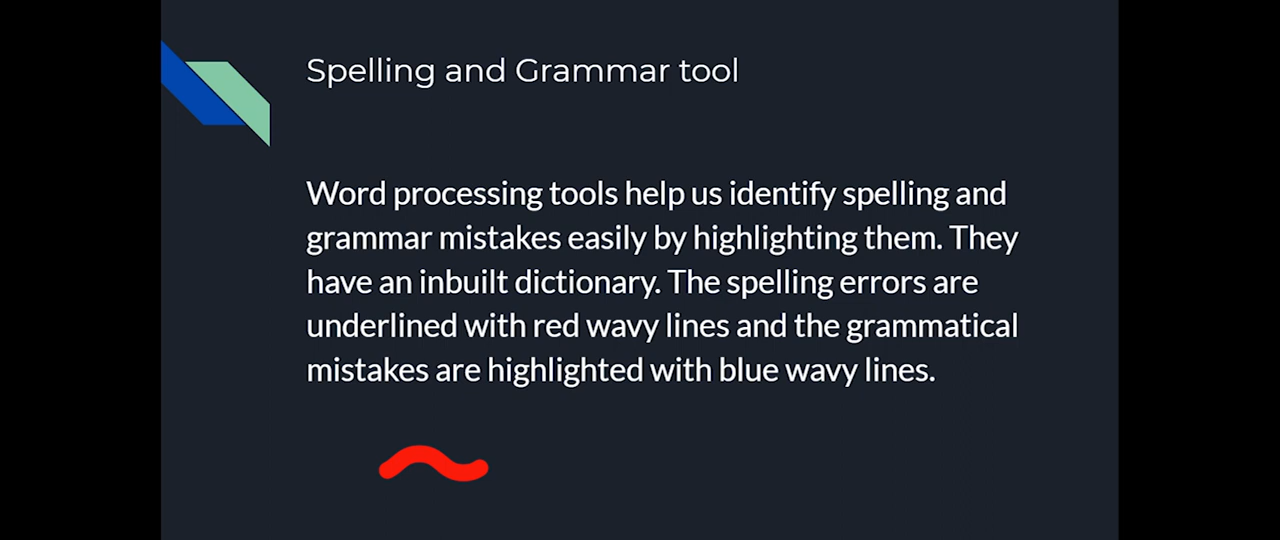 Spelling and Grammar tool
Word processing tools help us identify spelling and
grammar mistakes easily by highlighting them. They
have an inbuilt dictionary. The spelling errors are
underlined with red wavy lines and the grammatical
mistakes are highlighted with blue wavy lines.